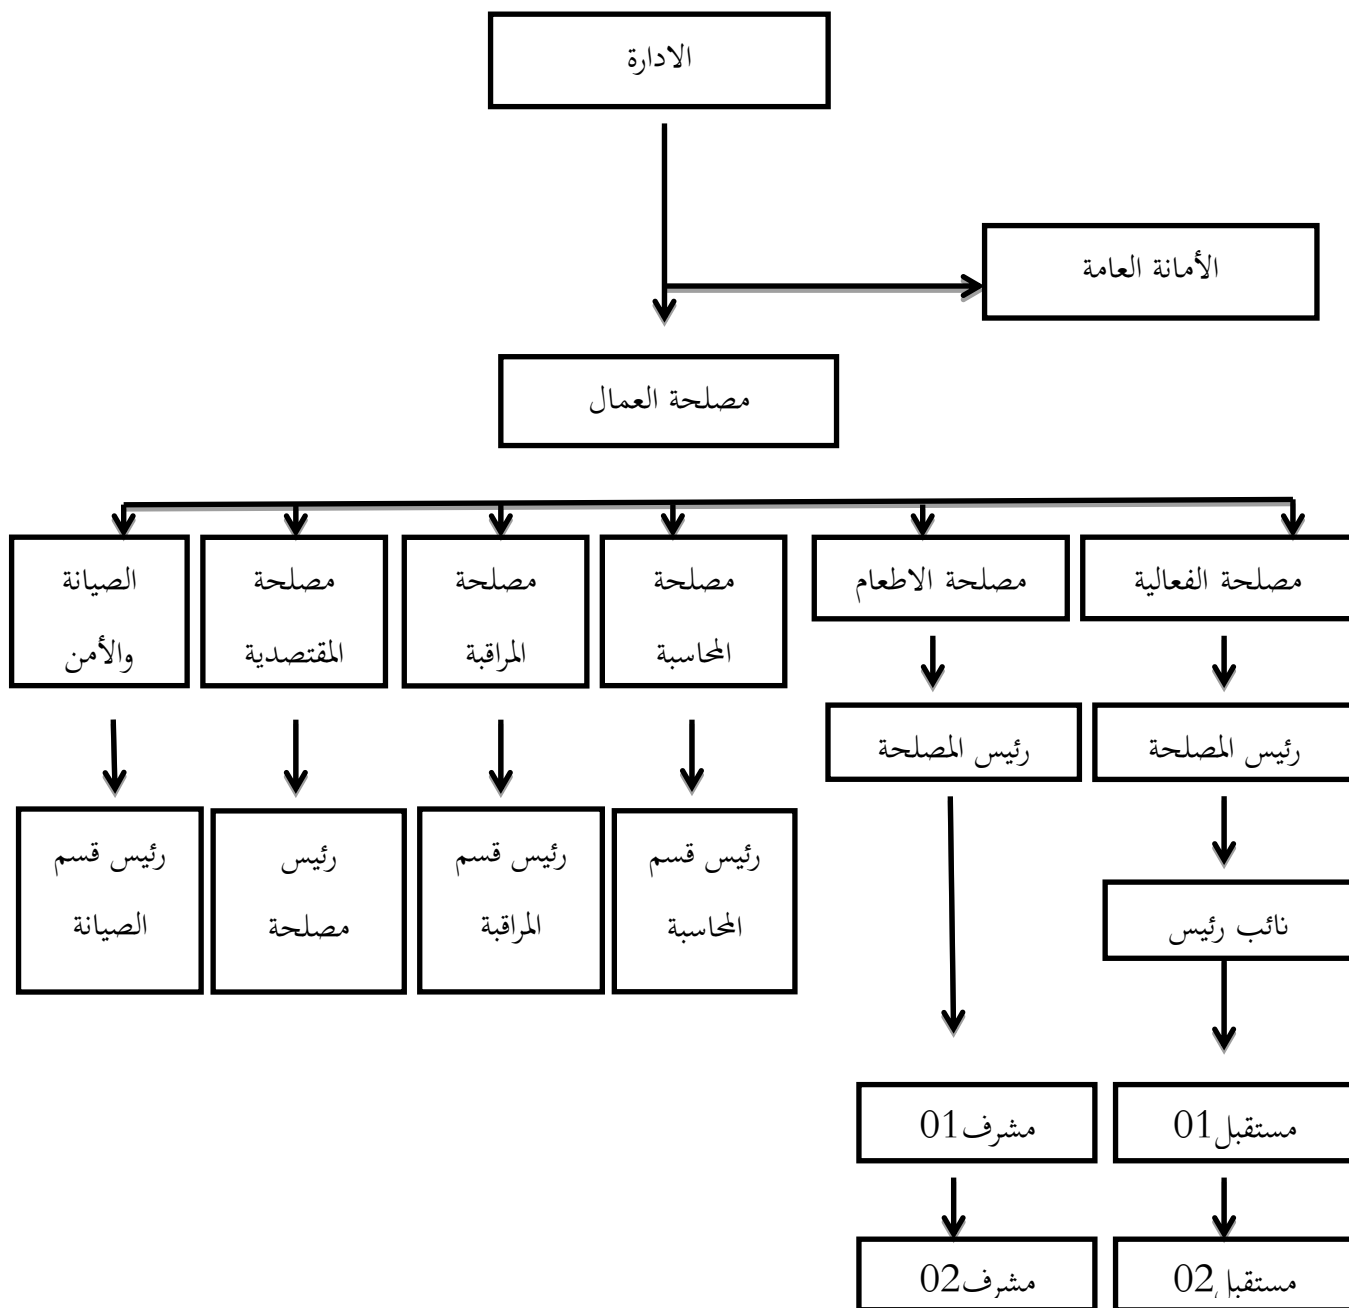 الادارة
الأمانة العامة
مصلحة العمال
مصلحة الفعالية
مصلحة الاطعام
مصلحة
المحاسبة
مصلحة
المراقبة
مصلحة
المقتصدية
الصيانة
والأمن
رئيس المصلحة
رئيس المصلحة
رئيس قسم
المحاسبة
رئيس قسم
المراقبة
رئيس
مصلحة
رئيس قسم
الصيانة
نائب رئيس
مستقبل01
مشرف01
مستقبل02
مشرف02